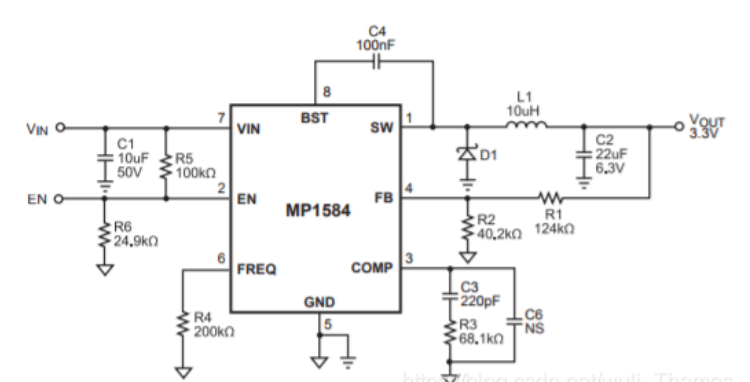 C4
100nF
8
L1
10uH
7
BST
1
VIN
VIN
SW
VOUT
3.3V
C1
10uF
50V
R5
100kΩ
D1
C2
22uF
6.3V
2
4
EN
EN
FB
MP1584
R1
124kΩ
R2
40.2kΩ
R6
24.9kΩ
6
3
FREQ
COMP
C3
220pF
GND
C6
NS
R4
200kΩ
5
R3
68.1kΩ